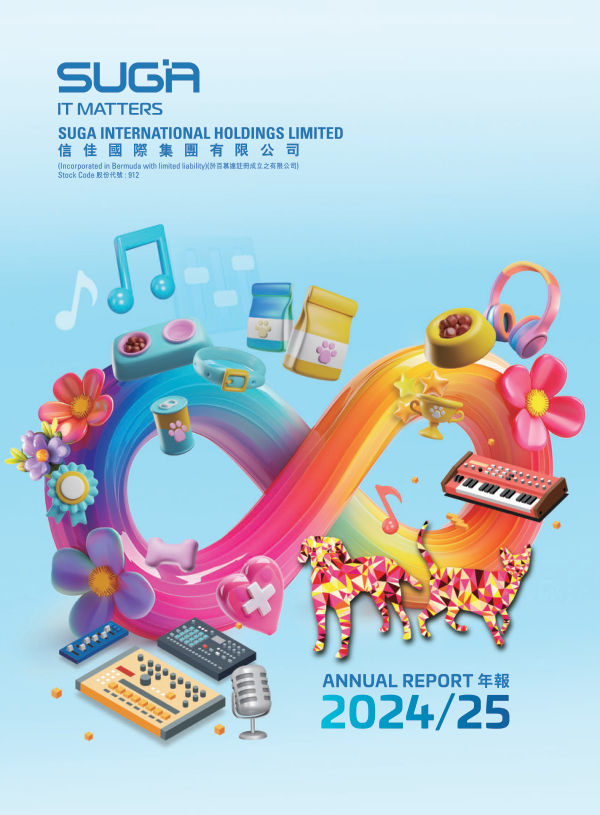 SUGA
IT MATTERS
SUGA INTERNATIONAL HOLDINGS LIMITED
信佳國際集團有限公司
(Incorporated in Bermuda with limited liability)(於百慕達註冊成立之有限公司)
Stock Code 股份代號 : 912
ANNUAL REPORT 年報
2024/25